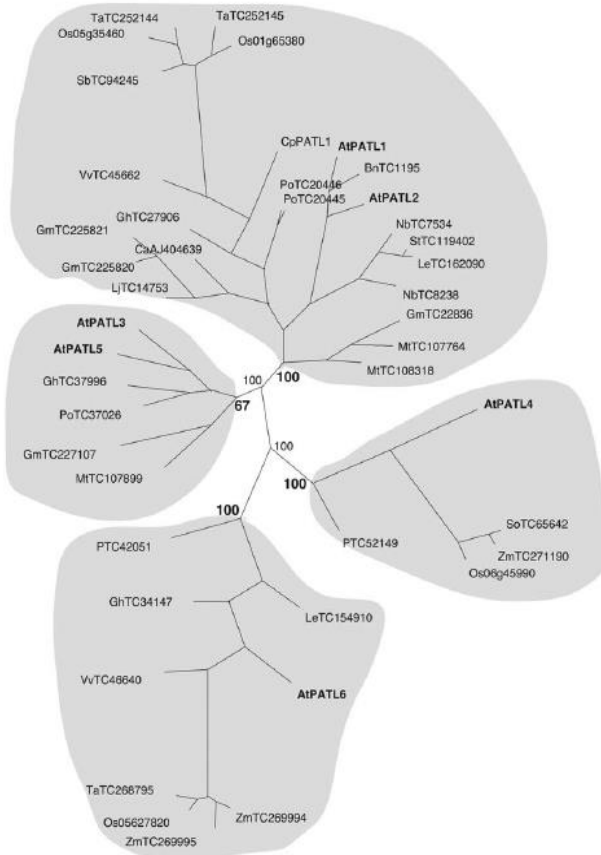 TaTC252144
TaTC252145
Os05g35460
Os01g65380
SbTC94245
CpPATL1
AtPATL1
BnTC1195
VvTC45662
PoTC20446
PoTC20445
AtPATL2
GhTC27906
NbTC7534
GmTC225821
StTC119402
CaAJ404639
LeTC162090
GmTC225820
LjTC14753
NbTC8238
GmTC22836
AtPATL3
MtTC107764
AtPATL5
MtTC108318
100
100
GhTC37996
67
PoTC37026
AtPATL4
GmTC227107
100
MtTC107899
100
100
SoTC65642
PTC42051
PTC52149
ZmTC271190
Os06g45990
GhTC34147
LeTC154910
VvTC46640
AtPATL6
TaTC268795
Os05627820
ZmTC269994
ZmTC269995